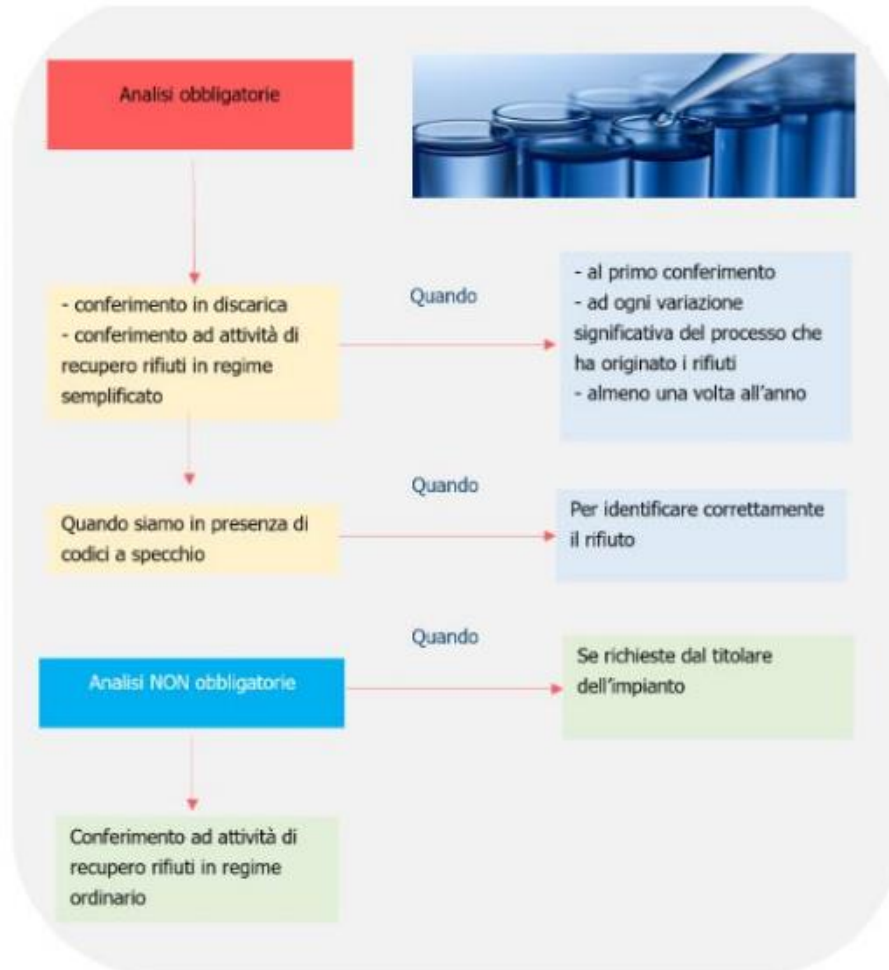 Analisi obbligatorie
- conferimento in discarica
- conferimento ad attività di
recupero rifiuti in regime
semplificato
Quando
- al primo conferimento
- ad ogni variazione
significativa del processo che
ha originato i rifiuti
- almeno una volta all'anno
Quando siamo in presenza di
codici a specchio
Quando
Per identificare correttamente
il rifiuto
Analisi NON obbligatorie
Quando
Se richieste dal titolare
dell'impianto
Conferimento ad attività di
recupero rifiuti in regime
ordinario